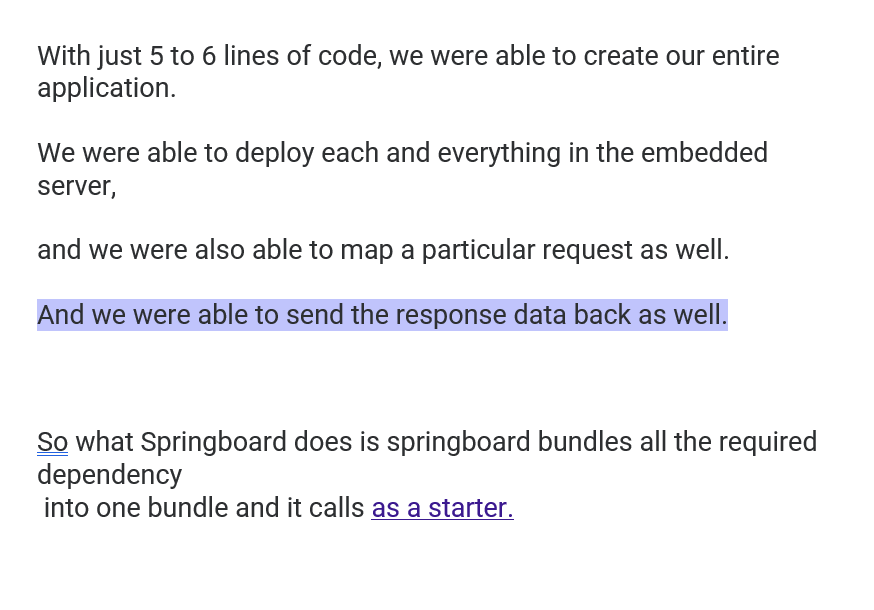 With just 5 to 6 lines of code, we were able to create our entire
application.
We were able to deploy each and everything in the embedded
server,
and we were also able to map a particular request as well.
And we were able to send the response data back as well.
So what Springboard does is springboard bundles all the required
dependency
into one bundle and it calls as a starter.